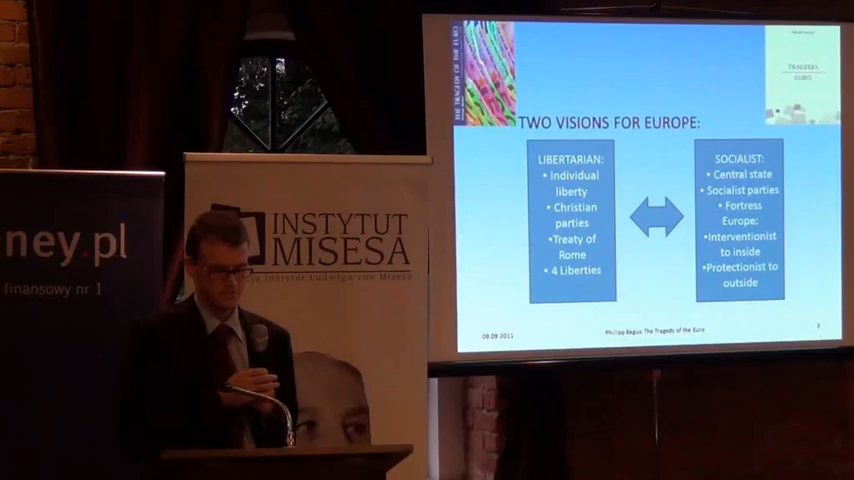 THE TRAGEDY OF THE EURO
TRAGEDIA
EURO
TWO VISIONS FOR EUROPE:
LIBERTARIAN:
• Individual
liberty
• Christian
parties
•Treaty of
Rome
• 4 Liberties
SOCIALIST:
• Central state
• Socialist parties
• Fortress
Europe:
•Interventionist
to inside
•Protectionist to
outside
09.09.2011
Philipp Bagus: The Tragedy of the Euro
ney.pl
finansowy nr 1
INSTYTUT
MISESA
cja Instytut Ludwiga von Misesa